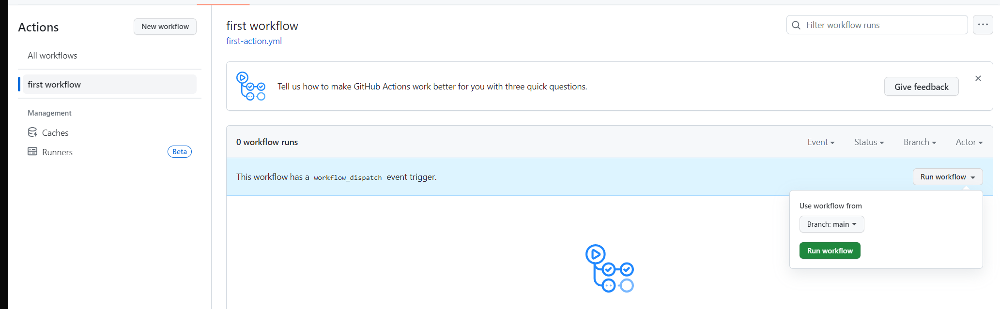 Actions
New workflow
All workflows
first workflow
Management
Caches
Runners
Beta
first workflow
first-action.yml
Filter workflow runs
Tell us how to make GitHub Actions work better for you with three quick questions.
Give feedback
0 workflow runs
Event
Status
Branch
Actor
This workflow has a workflow_dispatch event trigger.
Run workflow
Use workflow from
Branch: main
Run workflow